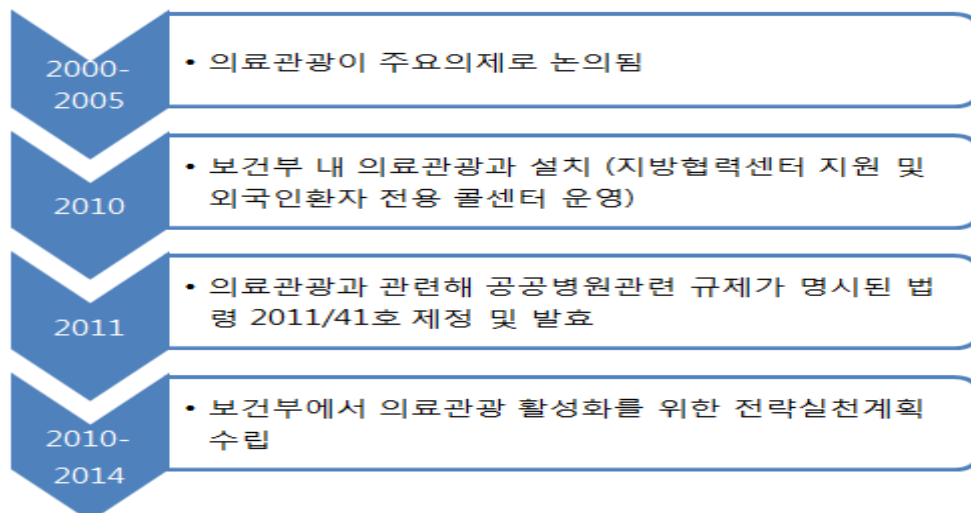 2000-
2005
• 의료관광이 주요의제로 논의됨
2010
• 보건부 내 의료관광과 설치 (지방협력센터 지원 및
외국인환자 전용 콜센터 운영)
2011
• 의료관광과 관련해 공공병원관련 규제가 명시된 법
령 2011/41호 제정 및 발효
2010-
2014
• 보건부에서 의료관광 활성화를 위한 전략실천계획
수립